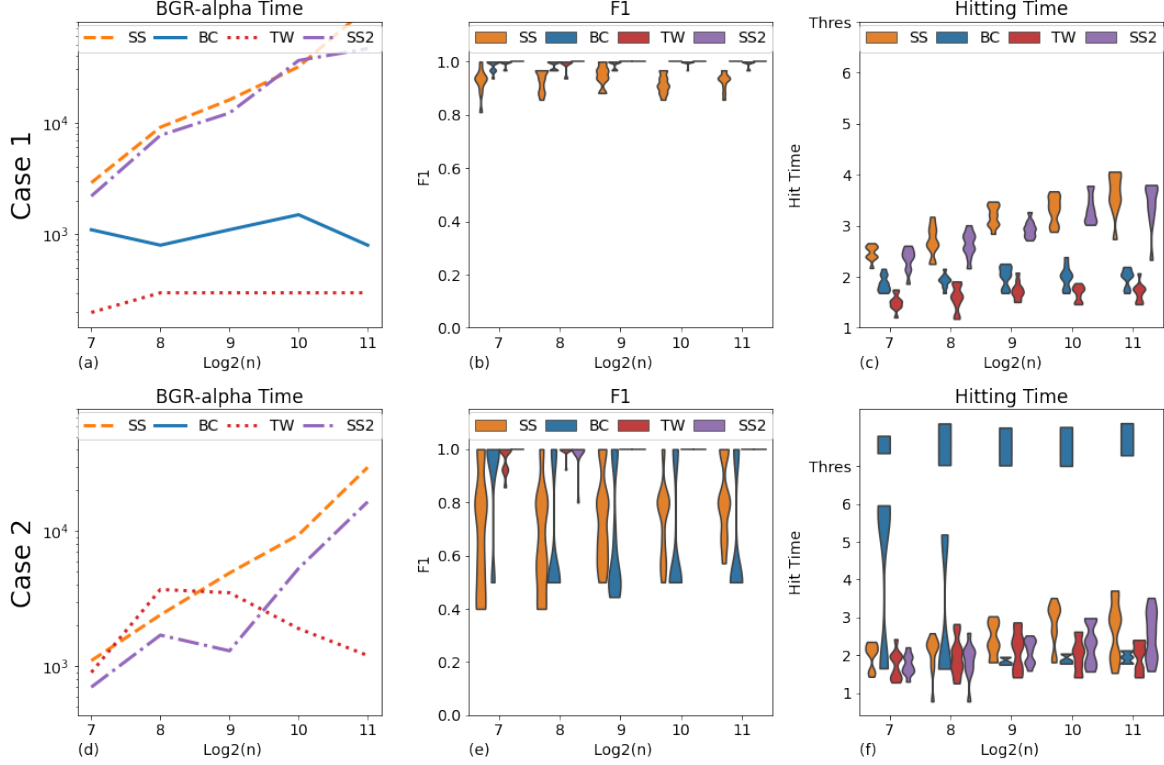 BGR-alpha Time
F1
Hitting Time
SS BC TW SS2
SS BC TW SS2
SS BC TW SS2
Case 1
10^4
10^3
7 8 9 10 11
(a) Log2(n)
F1
1.0
0.8
0.6
0.4
0.2
0.0
7 8 9 10 11
(b) Log2(n)
Hit Time
Thres
6
5
4
3
2
1
7 8 9 10 11
(c) Log2(n)
BGR-alpha Time
F1
Hitting Time
SS BC TW SS2
SS BC TW SS2
SS BC TW SS2
Case 2
10^4
10^3
7 8 9 10 11
(d) Log2(n)
F1
1.0
0.8
0.6
0.4
0.2
0.0
7 8 9 10 11
(e) Log2(n)
Hit Time
Thres
6
5
4
3
2
1
7 8 9 10 11
(f) Log2(n)